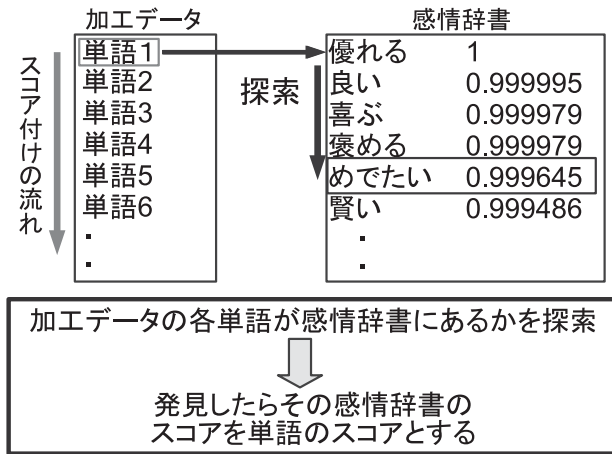 加工データ
感情辞書
スコア付けの流れ
単語1
単語2
単語3
単語4
単語5
単語6
・
・
探索
優れる 1
良い 0.999995
喜ぶ 0.999979
褒める 0.999979
めでたい 0.999645
賢い 0.999486
・
・
加工データの各単語が感情辞書にあるかを探索
発見したらその感情辞書の
スコアを単語のスコアとする